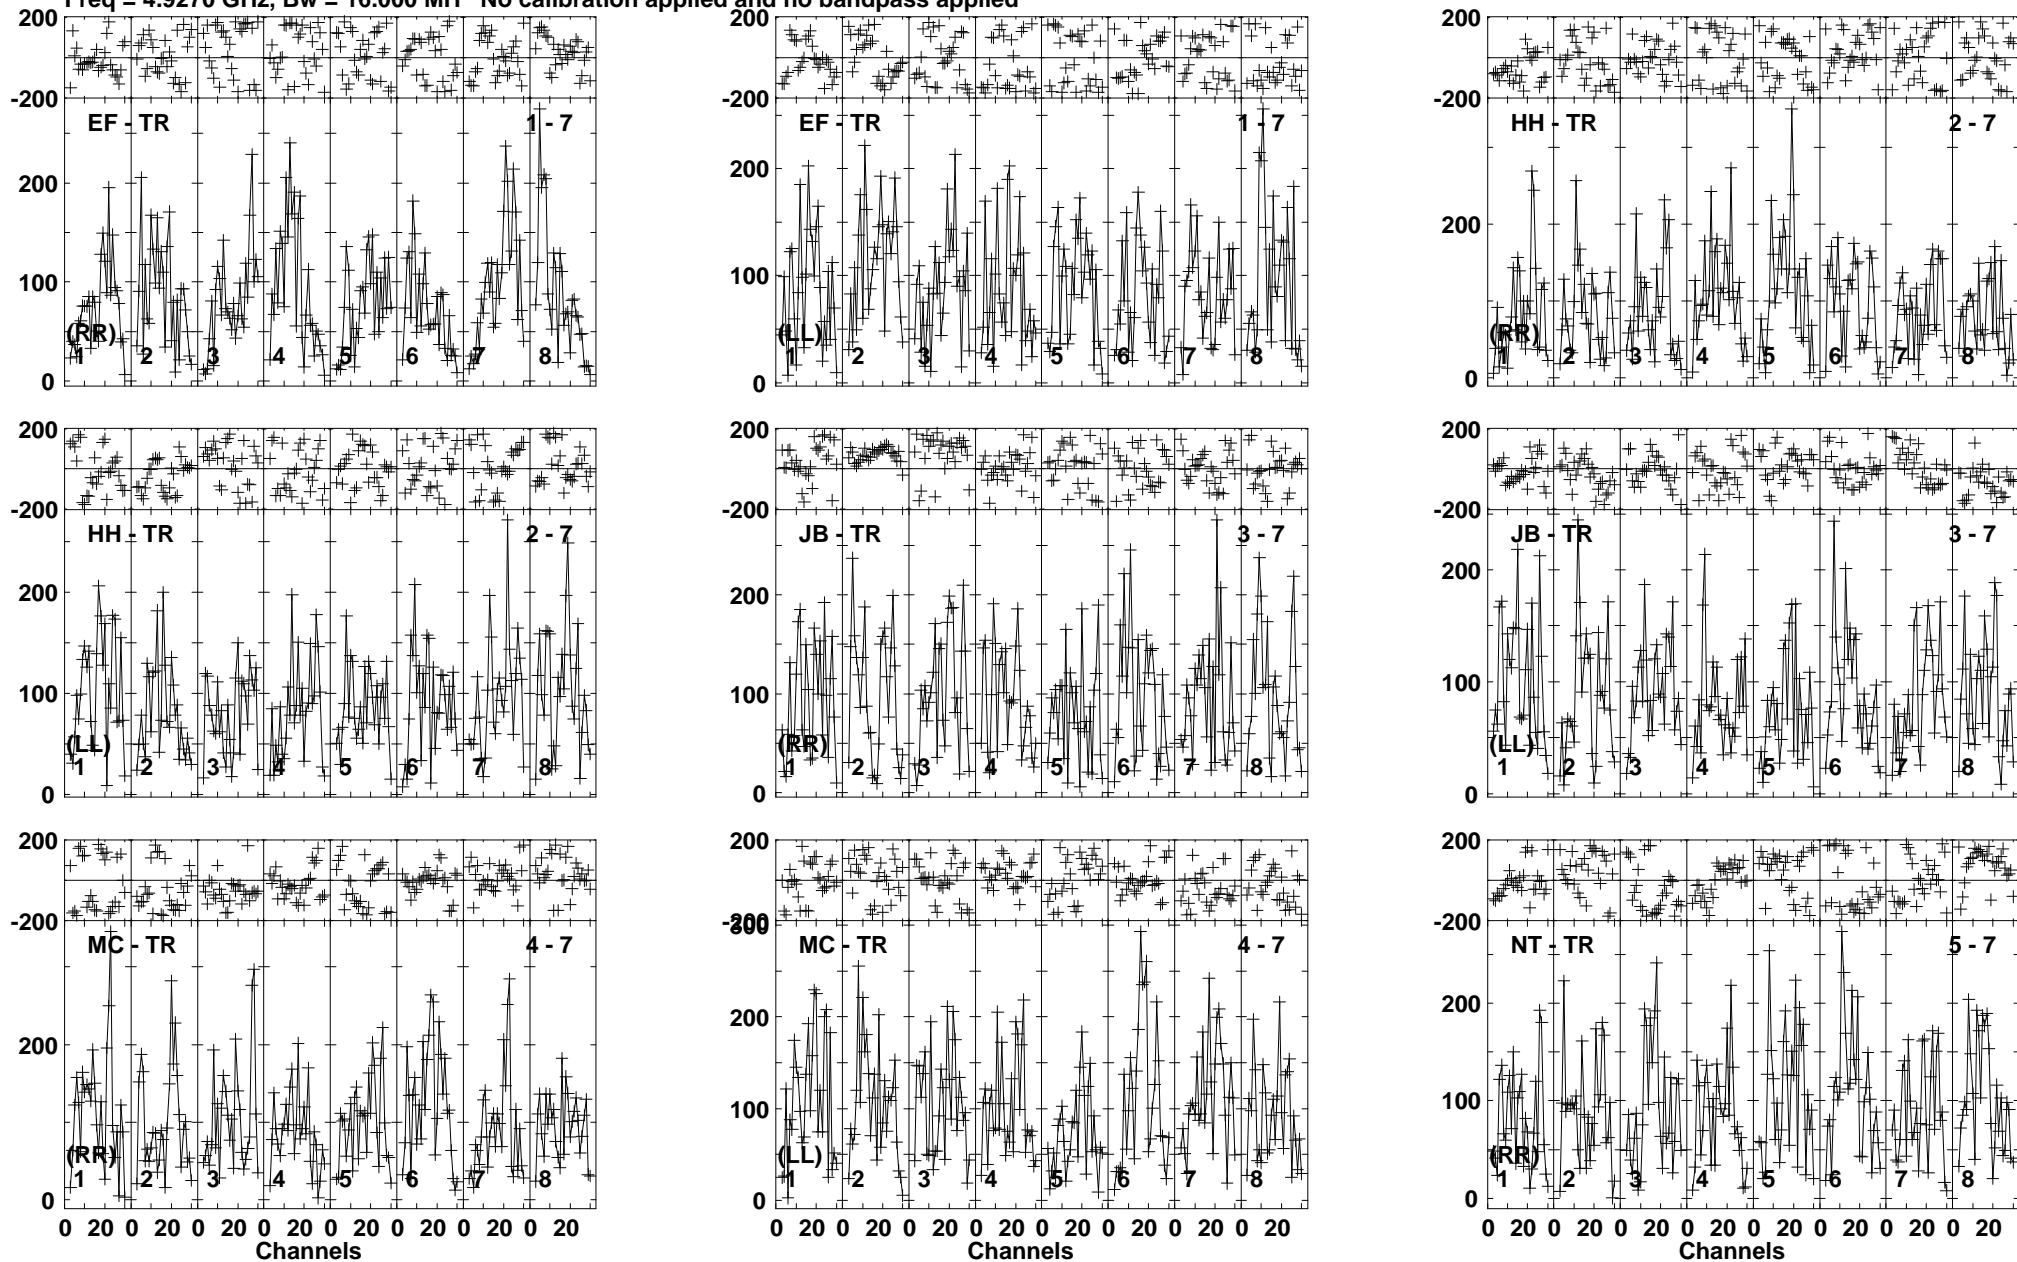 Freq = 4.9270 GHz, Bw = 16.000 MH No calibration applied and no bandpass applied
200 200 200
-200 -200 -200
EF - TR 1 - 7 EF - TR 1 - 7 HH - TR 2 - 7
200 200 200
100 100
(RR) (LL) (RR)
1 2 3 4 5 6 7 8 1 2 3 4 5 6 7 8 1 2 3 4 5 6 7 8
0 0 0
200 200 200
-200 -200 -200
HH - TR 2 - 7 JB - TR 3 - 7 JB - TR 3 - 7
200 200 200
100 100 100
(LL) (RR) (LL)
1 2 3 4 5 6 7 8 1 2 3 4 5 6 7 8 1 2 3 4 5 6 7 8
0 0 0
200 200 200
-200 -200 -200
300
MC - TR 4 - 7 MC - TR 4 - 7 NT - TR 5 - 7
200 200 200
100 100
(RR) (LL) (RR)
1 2 3 4 5 6 7 8 1 2 3 4 5 6 7 8 1 2 3 4 5 6 7 8
0 0 0
0 20 0 20 0 20 0 20 0 20 0 20 0 20 0 20 0 20 0 20 0 20 0 20 0 20 0 20 0 20 0 20 0 20 0 20 0 20 0 20 0 20 0 20 0 20 0 20
Channels Channels Channels